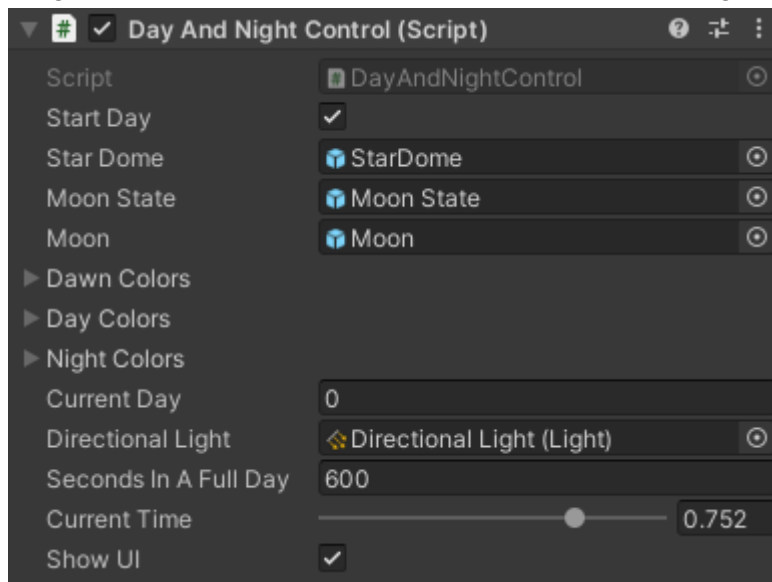 # Day And Night Control (Script)
Script # DayAndNightControl
Start Day
Star Dome StarDome
Moon State Moon State
Moon Moon
Dawn Colors
Day Colors
Night Colors
Current Day 0
Directional Light Directional Light (Light)
Seconds In A Full Day 600
Current Time 0.752
Show UI